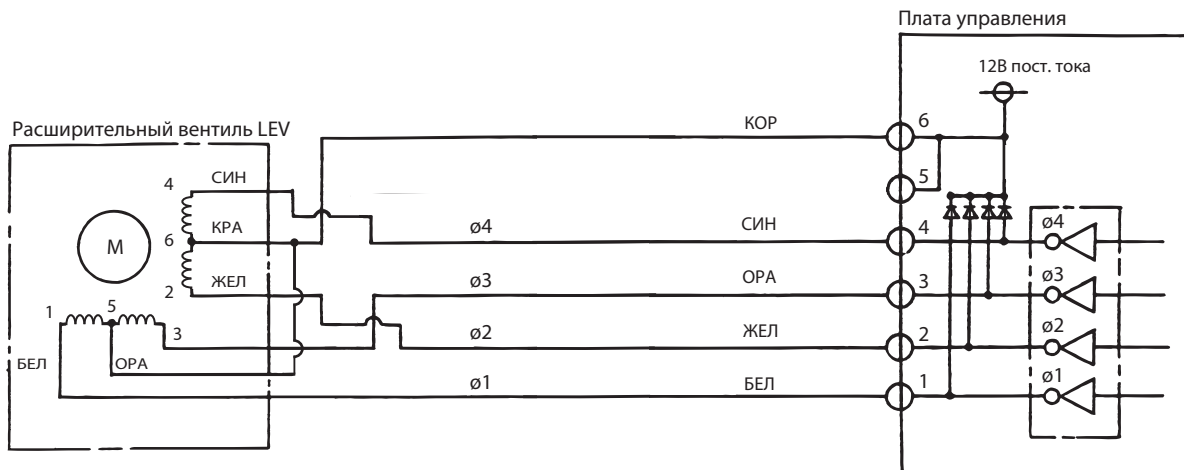 Плата управления
12В пост. тока
Расширительный вентиль LEV
КОР
6
5
4
СИН
КРА
6
ЖЕЛ
2
M
1
5
3
БЕЛ
ОРА
ø4
СИН
4
ø4
ø3
ОРА
3
ø3
ø2
ЖЕЛ
2
ø2
ø1
БЕЛ
1
ø1